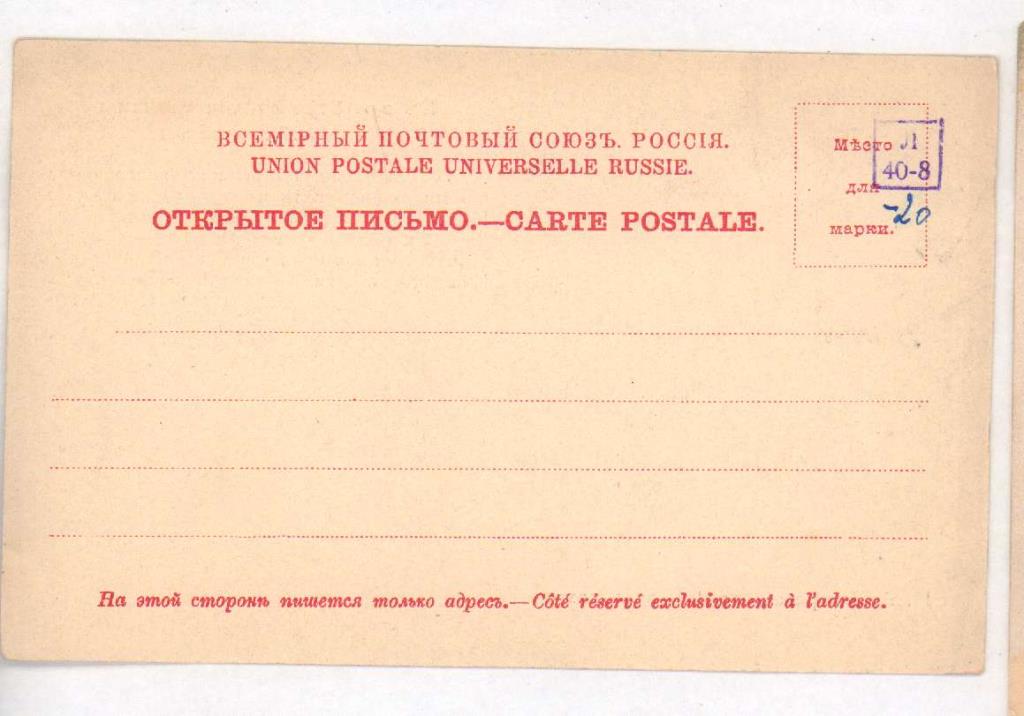 ВСЕМІРНЫЙ ПОЧТОВЫЙ СОЮЗЪ. РОССІЯ.
UNION POSTALE UNIVERSELLE RUSSIE.
ОТКРЫТОЕ ПИСЬМО.—CARTE POSTALE.
Мѣсто
для
марки.
Л
40-8
-20
На этой сторонѣ пишется только адресъ.—Côté réservé exclusivement à l'adresse.